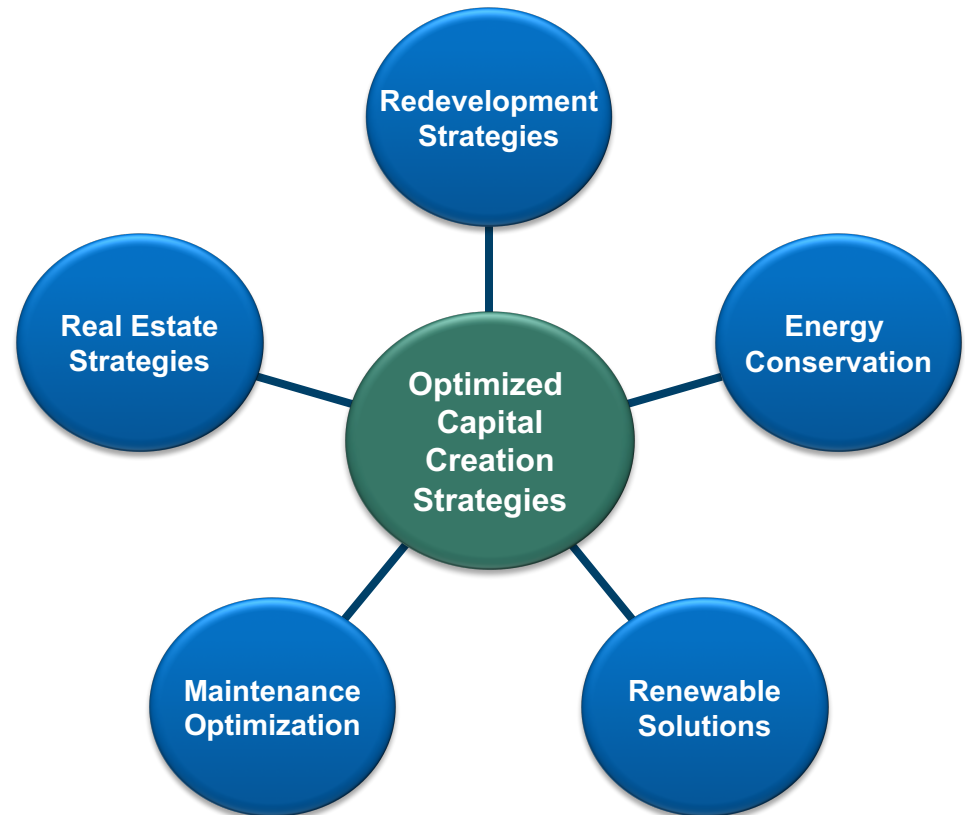 Redevelopment
Strategies
Real Estate
Strategies
Energy
Conservation
Optimized
Capital
Creation
Strategies
Maintenance
Optimization
Renewable
Solutions